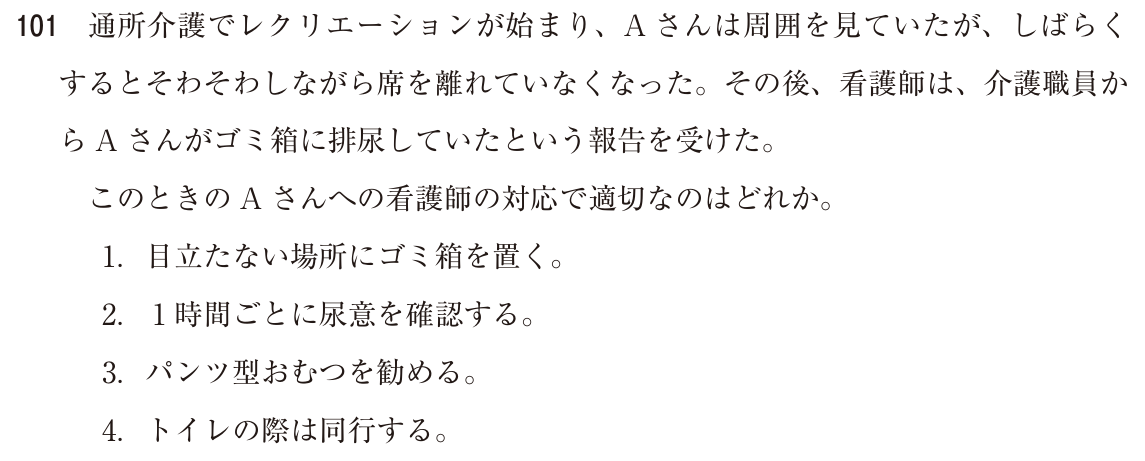 101　通所介護でレクリエーションが始まり、A さんは周囲を見ていたが、しばらく
するとそわそわしながら席を離れていなくなった。その後、看護師は、介護職員か
ら A さんがゴミ箱に排尿していたという報告を受けた。
このときの A さんへの看護師の対応で適切なのはどれか。
1.　目立たない場所にゴミ箱を置く。
2.　1 時間ごとに尿意を確認する。
3.　パンツ型おむつを勧める。
4.　トイレの際は同行する。